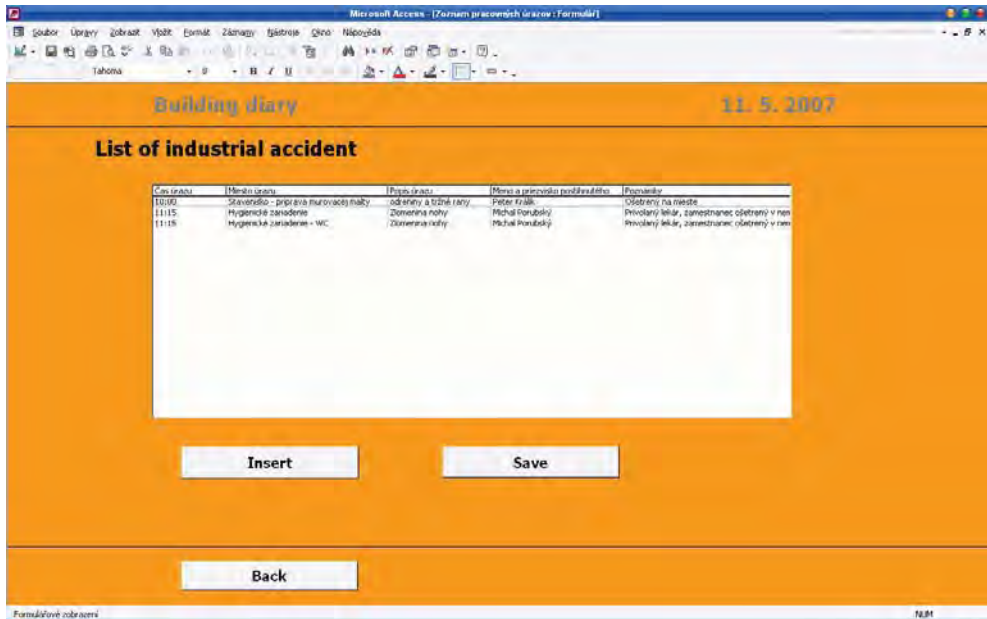 Microsoft Access - [Zoznam pracovných úrazov : Formulář]
Soubor Úpravy Zobrazit Vložit Formát Záznamy Nástroje Okno Nápověda
Tahoma B I U
Building diary 11. 5. 2007
List of industrial accident
Čas úrazu Miesto úrazu Popis úrazu Meno a priezvisko postihnutého Poznámky
10:00 Stavenisko - príprava murovacej malty odreniny a tržné rany Peter Králik Ošetrený na mieste
11:15 Hygienické zariadenie Zlomenina nohy Michal Porubský Privolaný lekár, zamestnanec ošetrený v nem
11:15 Hygienické zariadenie - WC Zlomenina nohy Michal Porubský Privolaný lekár, zamestnanec ošetrený v nem
Insert Save
Back
Formulářové zobrazení NUM